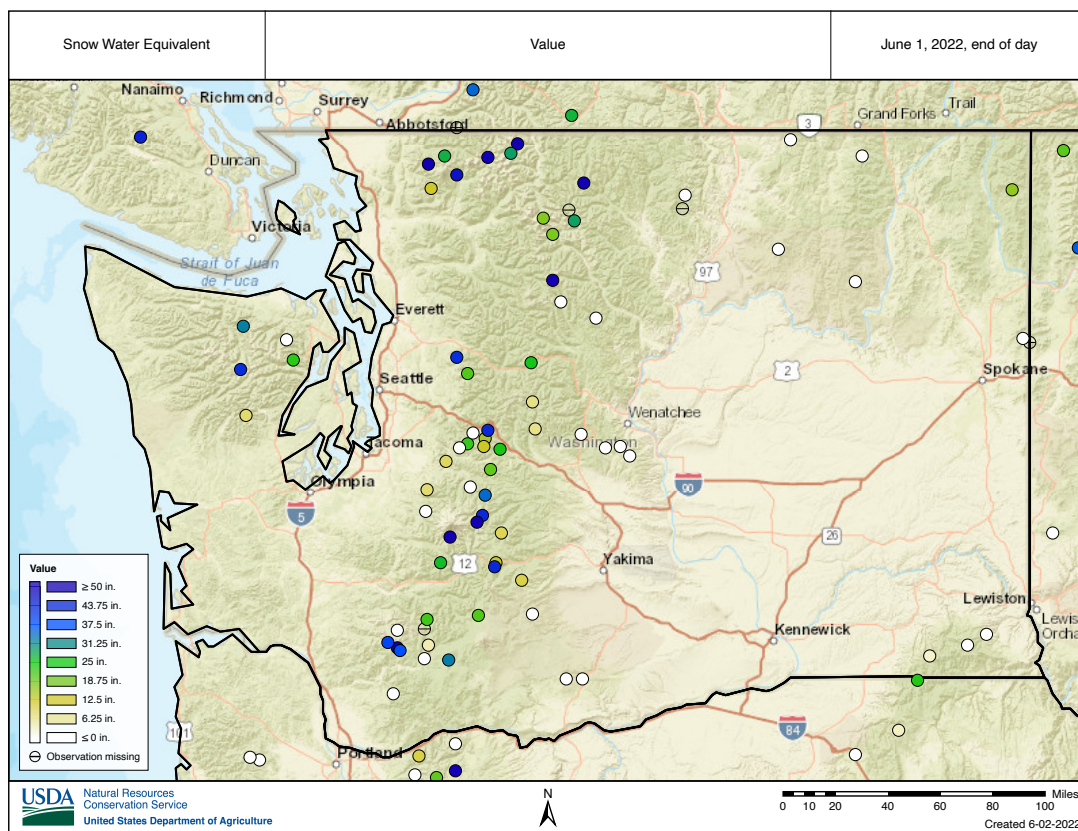 Snow Water Equivalent
Value
June 1, 2022, end of day
Nanaimo
Richmond
Surrey
Abbotsford
3
Grand Forks
Trail
Duncan
Victoria
Strait of Juan
de Fuca
97
Everett
2
Seattle
Spokane
Wenatchee
Washington
Tacoma
Olympia
90
5
26
12
Yakima
Lewiston
Kennewick
101
84
Portland
Value
≥ 50 in.
43.75 in.
37.5 in.
31.25 in.
25 in.
18.75 in.
12.5 in.
6.25 in.
≤ 0 in.
Observation missing
USDA
Natural Resources
Conservation Service
United States Department of Agriculture
N
Miles
0 10 20 40 60 80 100
Created 6-02-2022